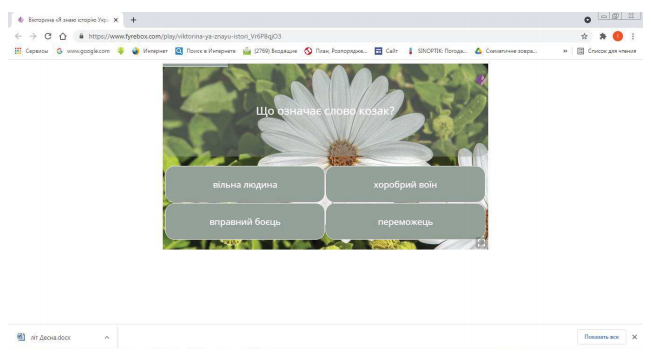 Вікторина «Я знаю історію Укр
https://www.fyrebox.com/play/viktorina-ya-znayu-istori_Vr6P8qjO3
Сервисы www.google.com Интернет Поиск в Интернете (2769) Входящие План, Розпорядже... Сайт SINOPTIK: Погода... Схематичне зобра... » Список для чтения
Що означає слово козак?
вільна людина
хоробрий воїн
вправний боєць
переможець
літ Десна.docx
Показать все